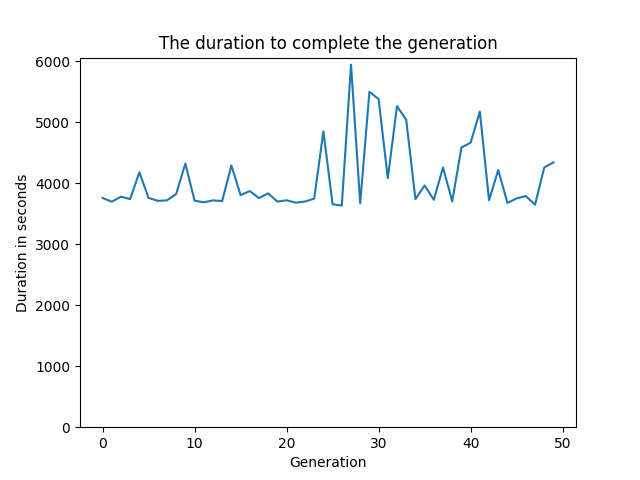 The duration to complete the generation
6000
5000
4000
3000
2000
1000
0
Duration in seconds
0 10 20 30 40 50
Generation